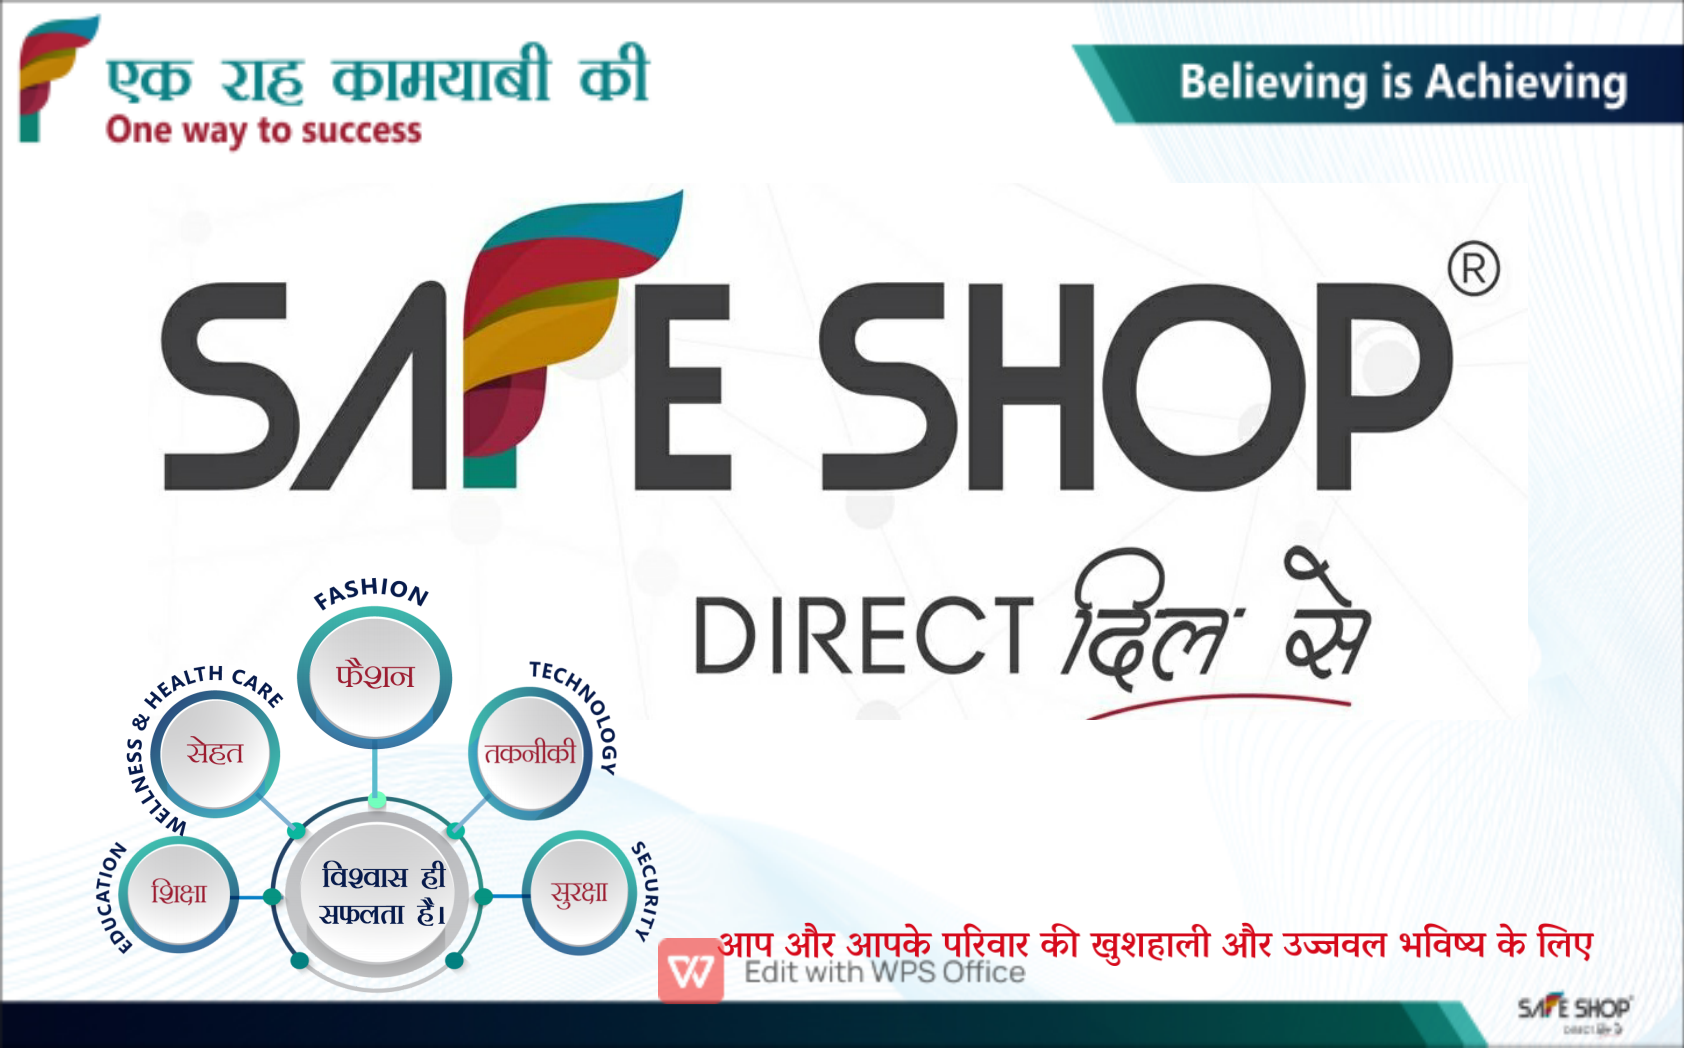 एक राह कामयाबी की
One way to success
Believing is Achieving
SAFE SHOP®
DIRECT दिल से
FASHION
फैशन
WELLNESS & HEALTH CARE
सेहत
TECHNOLOGY
तकनीकी
EDUCATION
शिक्षा
विश्वास ही
सफलता है।
SECURITY
सुरक्षा
आप और आपके परिवार की खुशहाली और उज्जवल भविष्य के लिए
Edit with WPS Office
SAFE SHOP
DIRECT दिल से